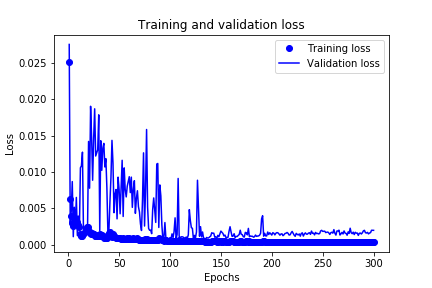 Training and validation loss
Training loss
Validation loss
Loss
0.025
0.020
0.015
0.010
0.005
0.000
0
50
100
150
200
250
300
Epochs